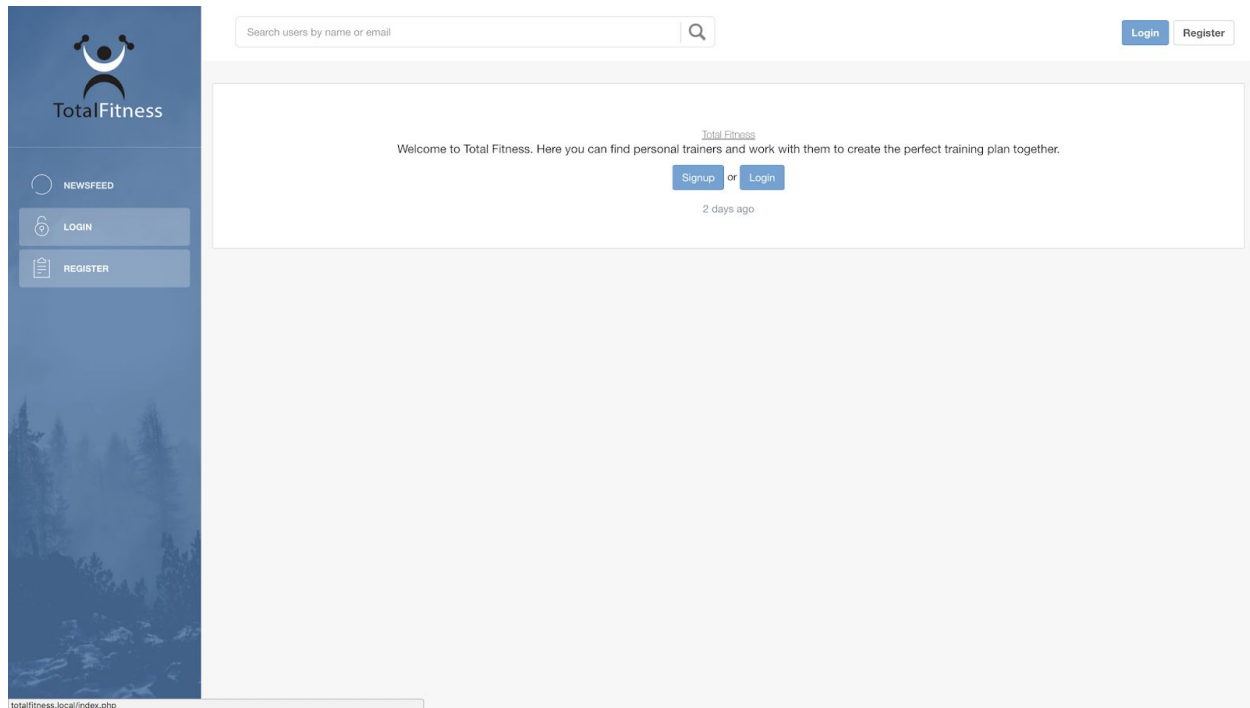 TotalFitness
NEWSFEED
LOGIN
REGISTER
Search users by name or email
Login Register
Total Fitness
Welcome to Total Fitness. Here you can find personal trainers and work with them to create the perfect training plan together.
Signup or Login
2 days ago
totalfitness.local/index.php